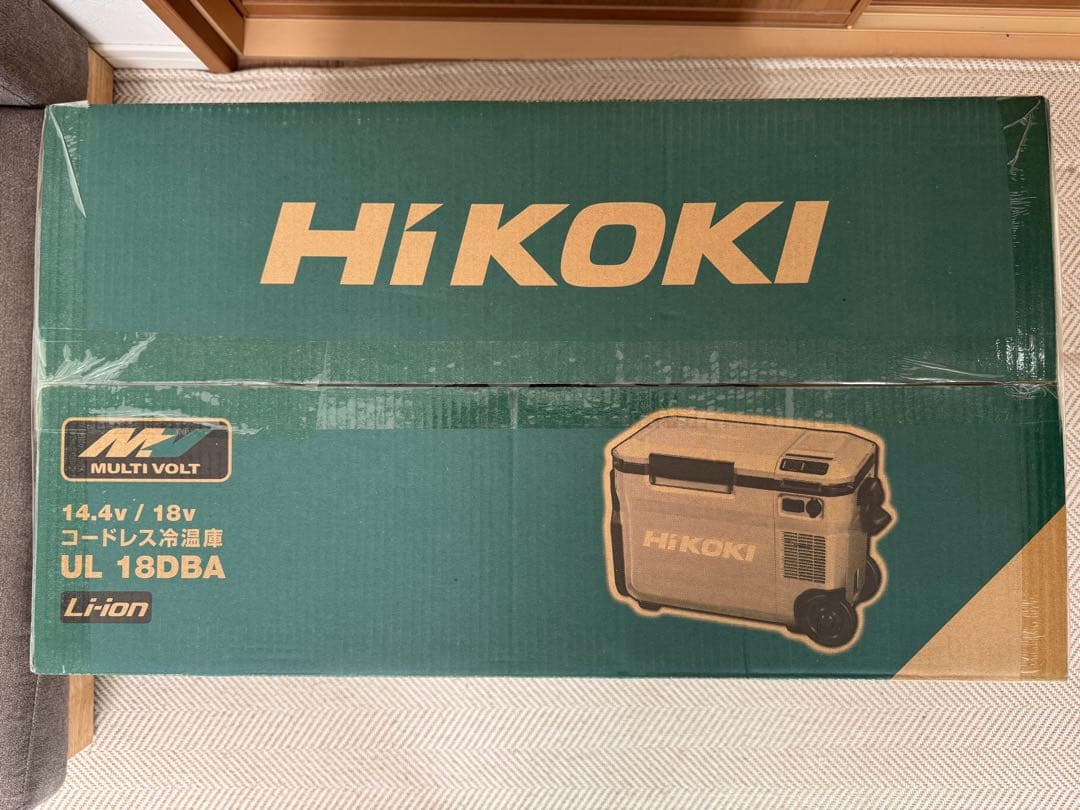 HiKOKI
MULTI VOLT
14.4v / 18v
コードレス冷温庫
UL 18DBA
Li-ion
HiKOKI